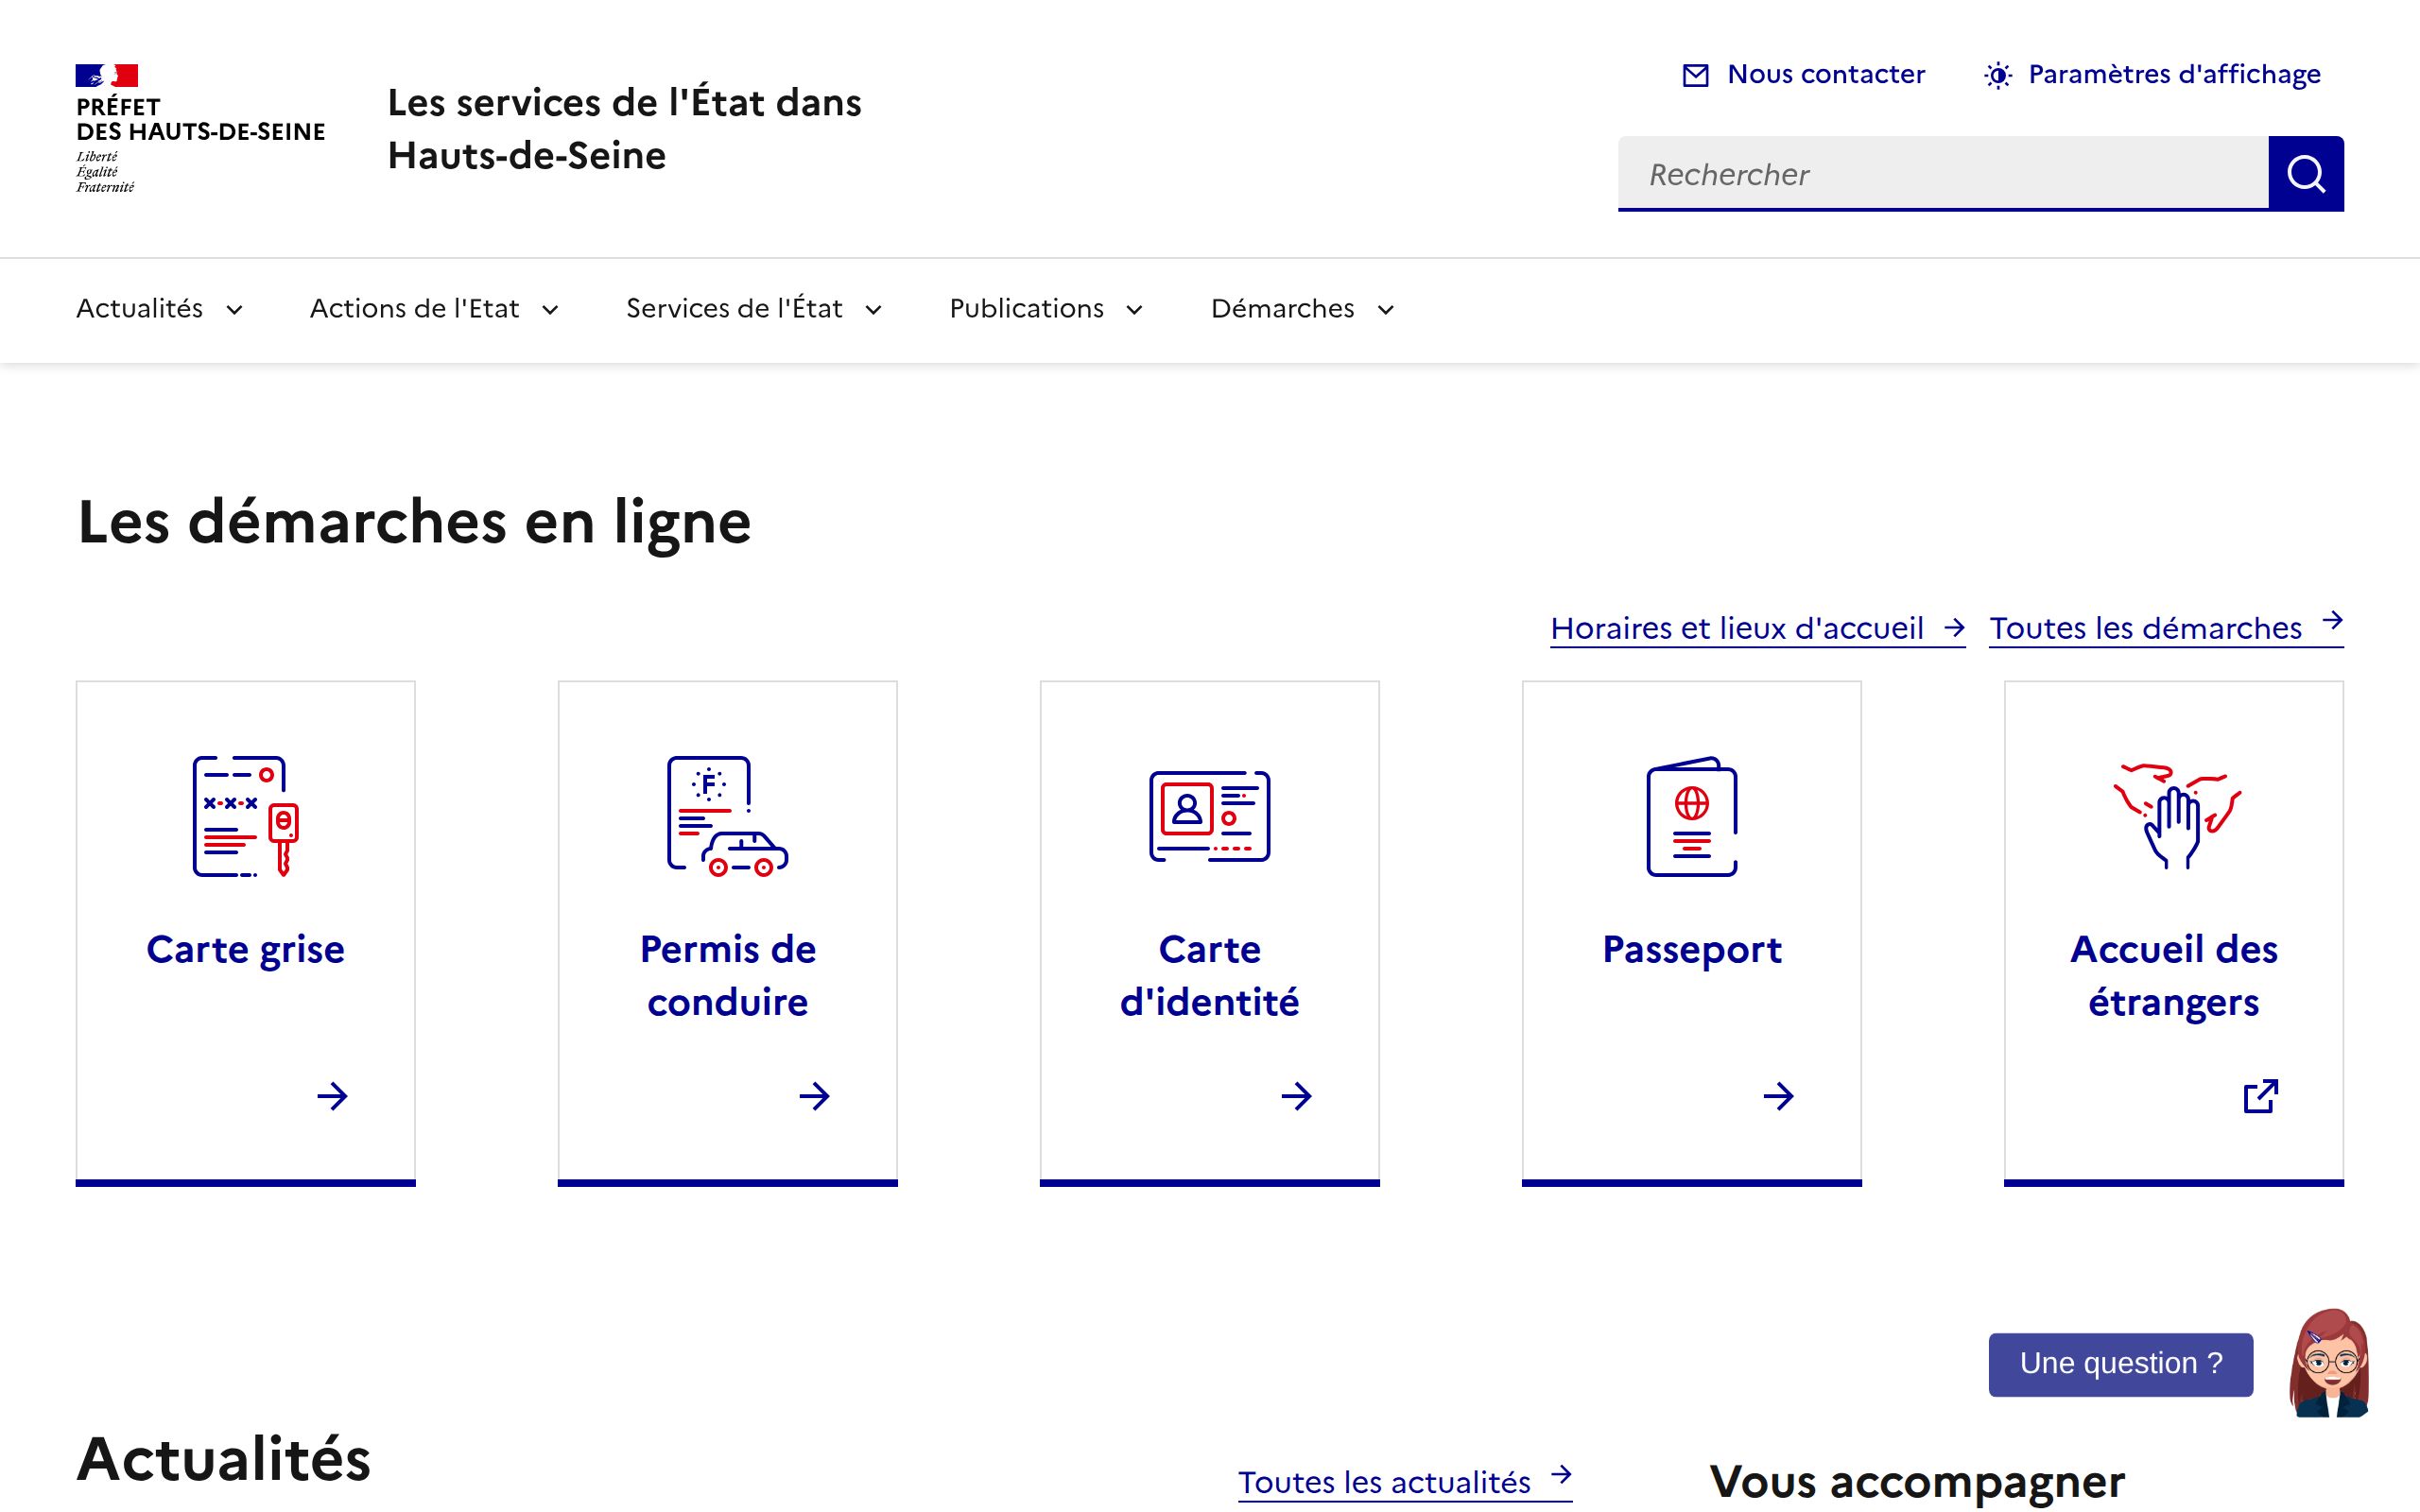 PRÉFET
DES HAUTS-DE-SEINE
Liberté
Égalité
Fraternité
Les services de l'État dans
Hauts-de-Seine
Nous contacter
Paramètres d'affichage
Rechercher
Actualités
Actions de l'Etat
Services de l'État
Publications
Démarches
Les démarches en ligne
Horaires et lieux d'accueil
Toutes les démarches
Carte grise
Permis de
conduire
Carte
d'identité
Passeport
Accueil des
étrangers
Une question ?
Actualités
Toutes les actualités
Vous accompagner